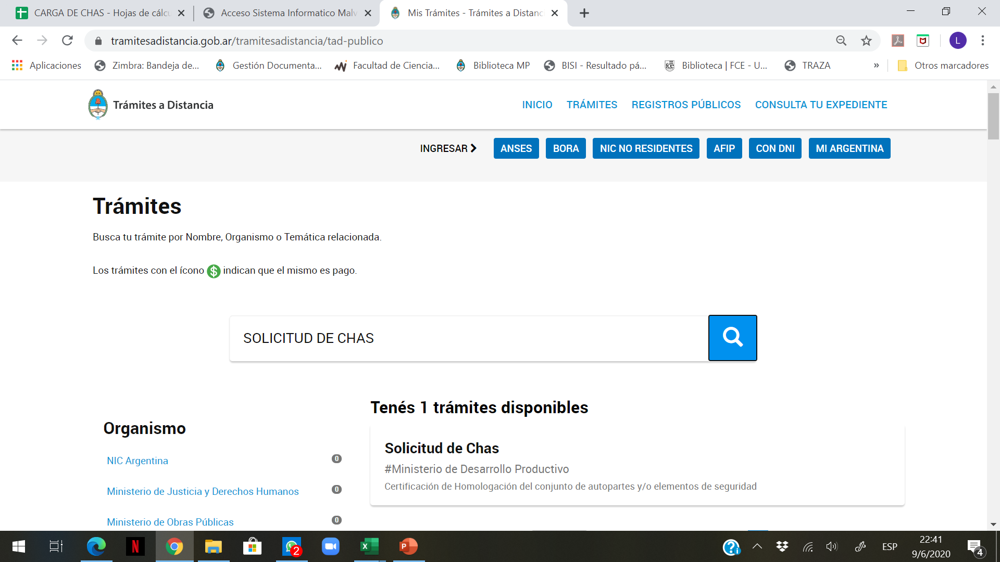 CARGA DE CHAS - Hojas de cálcu
Acceso Sistema Informatico Malv
Mis Trámites - Trámites a Distanci
tramitesadistancia.gob.ar/tramitesadistancia/tad-publico
L
Aplicaciones
Zimbra: Bandeja de...
Gestión Documenta...
Facultad de Ciencia...
Biblioteca MP
BISI - Resultado pá...
Biblioteca | FCE - U...
TRAZA
»
Otros marcadores
Trámites a Distancia
INICIO
TRÁMITES
REGISTROS PÚBLICOS
CONSULTA TU EXPEDIENTE
INGRESAR
ANSES
BORA
NIC NO RESIDENTES
AFIP
CON DNI
MI ARGENTINA
Trámites
Busca tu trámite por Nombre, Organismo o Temática relacionada.
Los trámites con el ícono $ indican que el mismo es pago.
SOLICITUD DE CHAS
Tenés 1 trámites disponibles
Organismo
Solicitud de Chas
#Ministerio de Desarrollo Productivo
Certificación de Homologación del conjunto de autopartes y/o elementos de seguridad
NIC Argentina 0
Ministerio de Justicia y Derechos Humanos 0
Ministerio de Obras Públicas 0
2
ESP
22:41
9/6/2020
4